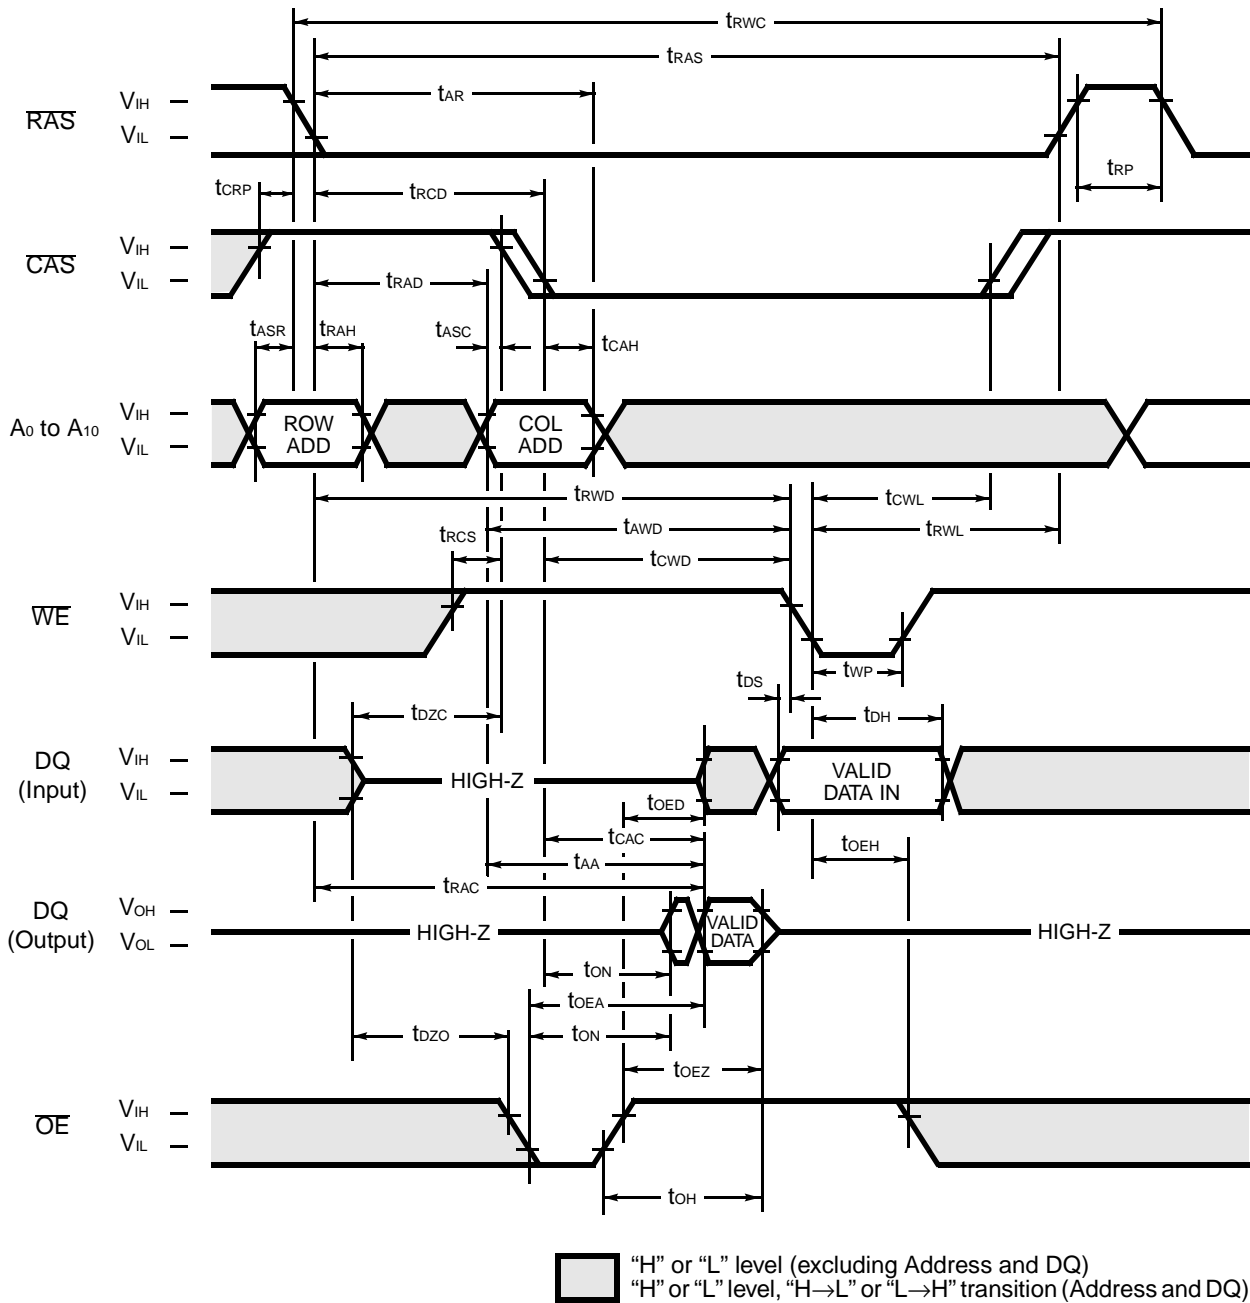 tRWC
tRAS
tAR
RAS VIH
VIL
tCRP tRCD tRP
CAS VIH
VIL
tRAD
tASR tRAH tASC tCAH
A0 to A10 VIH
VIL
ROW ADD
COL ADD
tRWD tCWL
tAWD tRWL
tRCS
tCWD
WE VIH
VIL
tWP
tDS
tDZC tDH
DQ (Input) VIH
VIL
HIGH-Z
VALID DATA IN
tOED
tCAC tOEH
tAA
tRAC
DQ (Output) VOH
VOL
HIGH-Z
VALID DATA
HIGH-Z
tON
tOEA
tDZO tON
tOEZ
OE VIH
VIL
tOH
“H” or “L” level (excluding Address and DQ)
“H” or “L” level, “H→L” or “L→H” transition (Address and DQ)